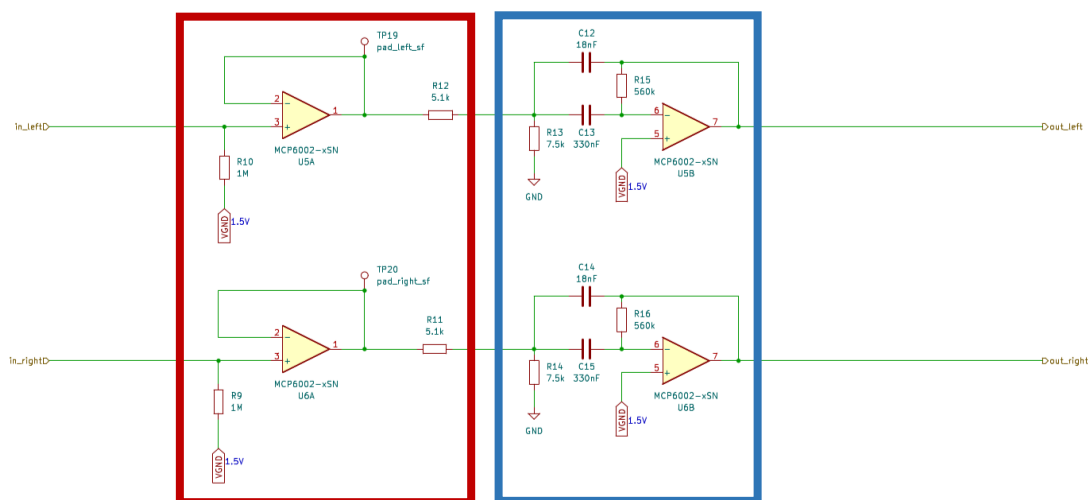 TP19
pad_left_sf
C12
18nF
R12
5.1k
R15
560k
2
−
1
3
+
in_left
MCP6002-xSN
U5A
R10
1M
VGND
1.5V
R13
7.5k
C13
330nF
GND
6
−
7
5
+
MCP6002-xSN
U5B
VGND
1.5V
out_left
TP20
pad_right_sf
C14
18nF
R11
5.1k
R16
560k
2
−
1
3
+
in_right
MCP6002-xSN
U6A
R9
1M
VGND
1.5V
R14
7.5k
C15
330nF
GND
6
−
7
5
+
MCP6002-xSN
U6B
VGND
1.5V
out_right